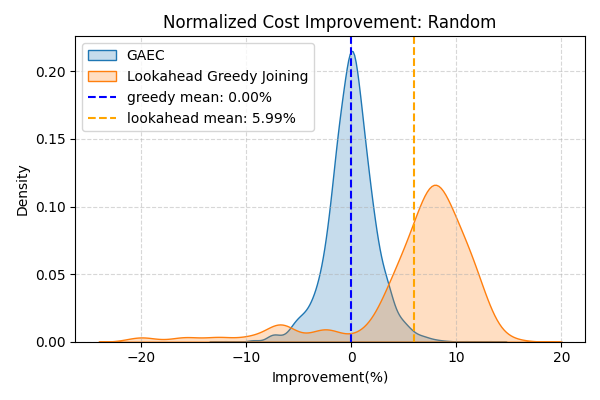 Normalized Cost Improvement: Random
GAEC
Lookahead Greedy Joining
greedy mean: 0.00%
lookahead mean: 5.99%
Density
0.20
0.15
0.10
0.05
0.00
−20
−10
0
10
20
Improvement(%)